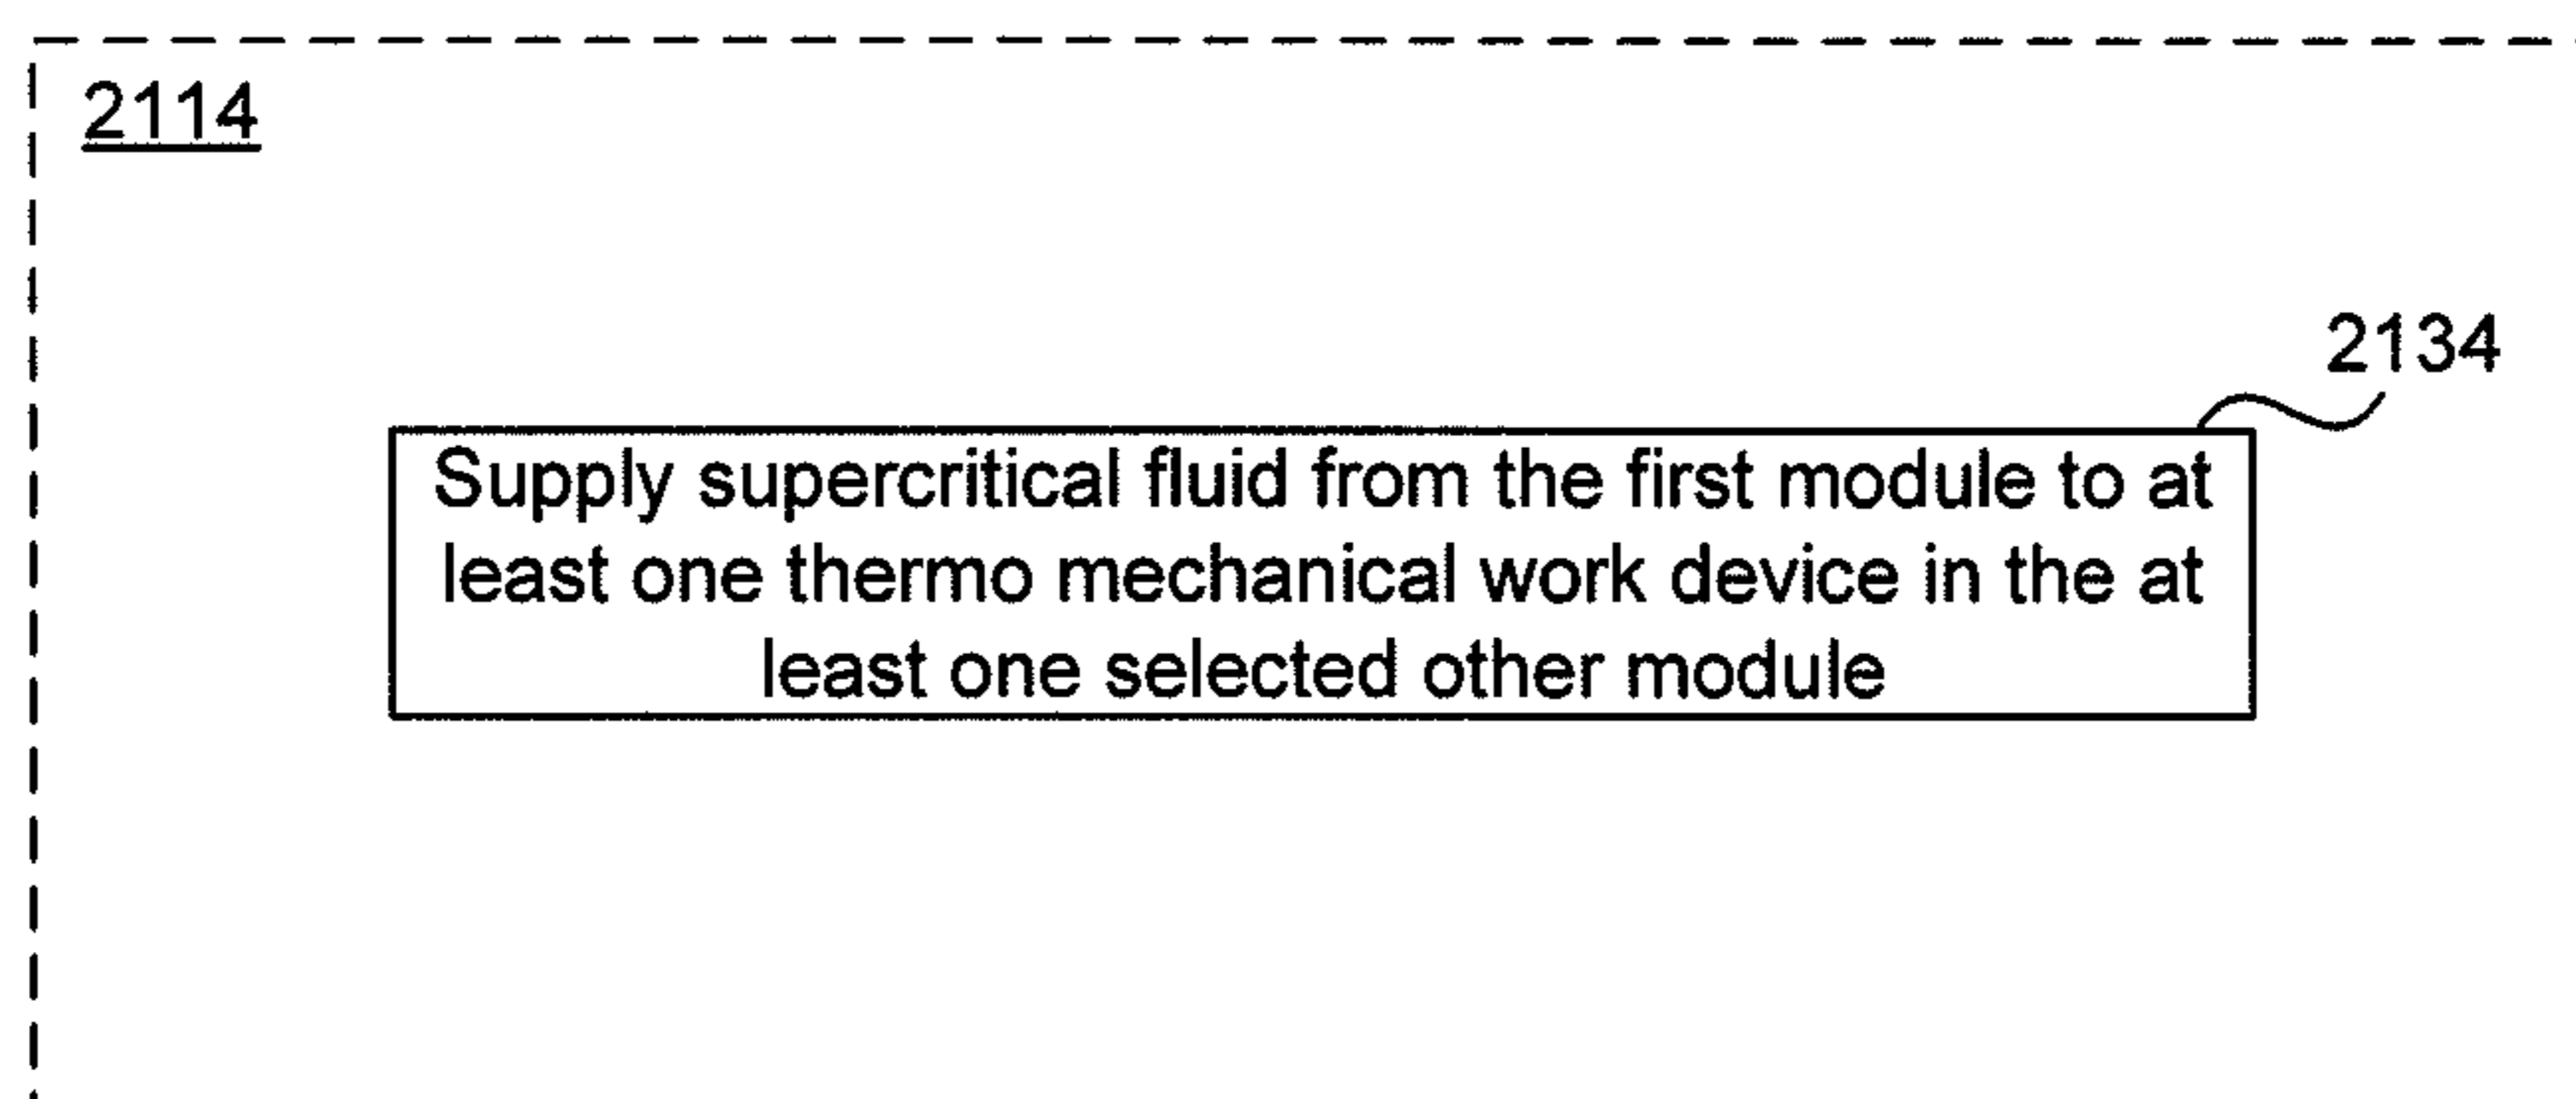 2114
2134
Supply supercritical fluid from the first module to at
least one thermo mechanical work device in the at
least one selected other module